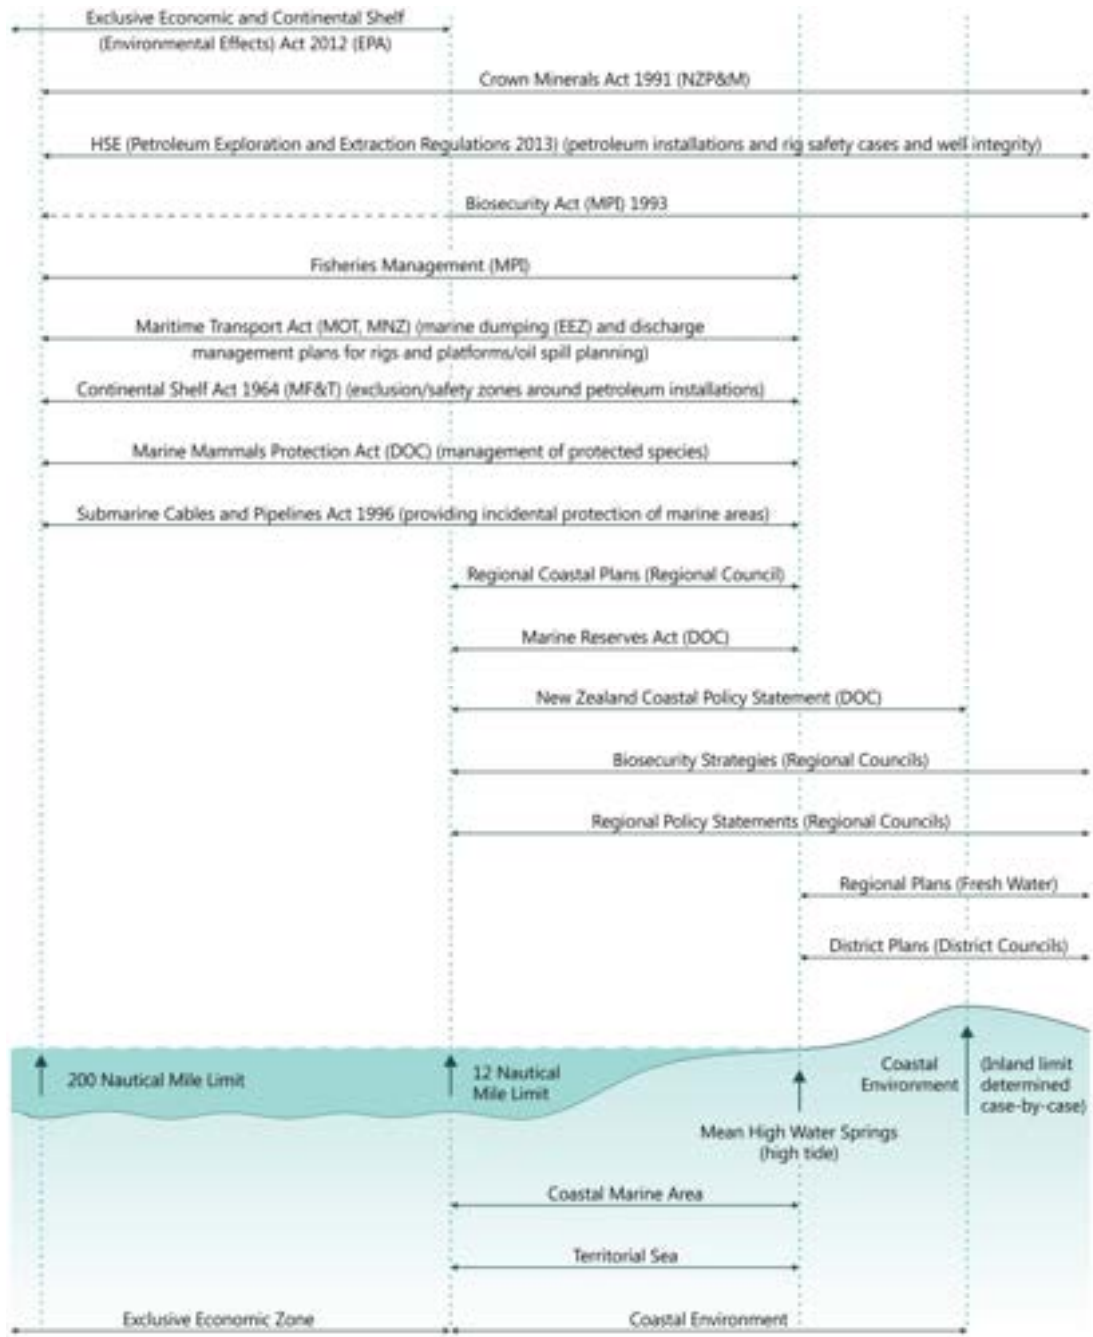 Exclusive Economic and Continental Shelf
(Environmental Effects) Act 2012 (EPA)
Crown Minerals Act 1991 (NZP&M)
HSE (Petroleum Exploration and Extraction Regulations 2013) (petroleum installations and rig safety cases and well integrity)
Biosecurity Act (MPI) 1993
Fisheries Management (MPI)
Maritime Transport Act (MOT, MNZ) (marine dumping (EEZ) and discharge
management plans for rigs and platforms/oil spill planning)
Continental Shelf Act 1964 (MF&T) (exclusion/safety zones around petroleum installations)
Marine Mammals Protection Act (DOC) (management of protected species)
Submarine Cables and Pipelines Act 1996 (providing incidental protection of marine areas)
Regional Coastal Plans (Regional Council)
Marine Reserves Act (DOC)
New Zealand Coastal Policy Statement (DOC)
Biosecurity Strategies (Regional Councils)
Regional Policy Statements (Regional Councils)
Regional Plans (Fresh Water)
District Plans (District Councils)
200 Nautical Mile Limit
12 Nautical
Mile Limit
Coastal
Environment
(Inland limit
determined
case-by-case)
Mean High Water Springs
(high tide)
Coastal Marine Area
Territorial Sea
Exclusive Economic Zone
Coastal Environment